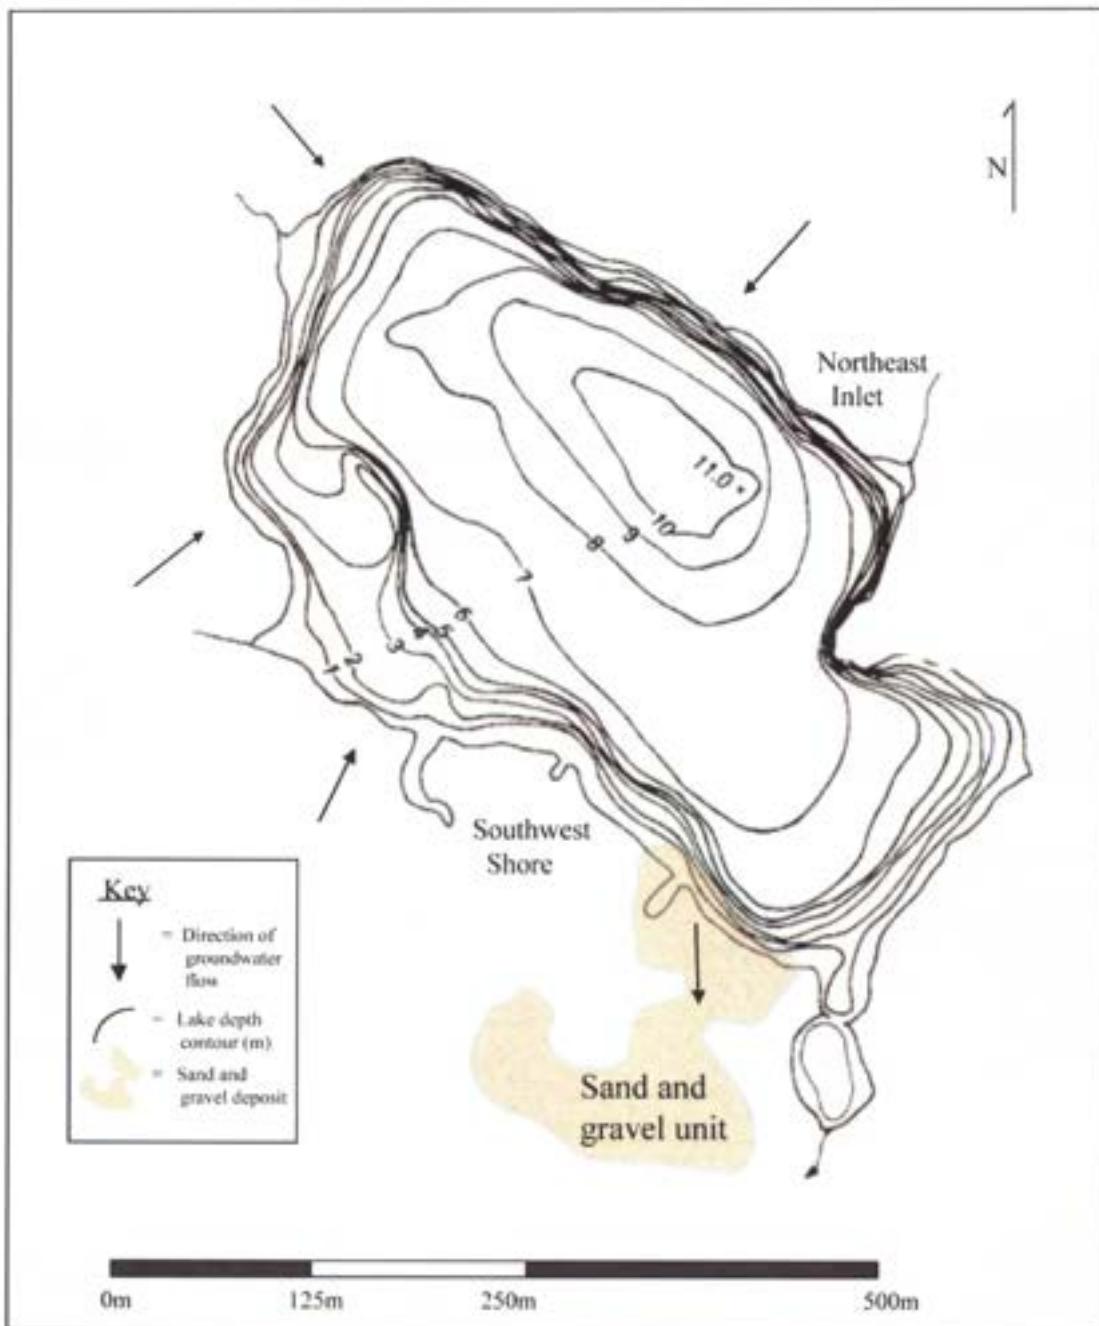 N
Northeast
Inlet
11.0
10
9
8
7
6
5
4
3
2
1
Southwest
Shore
Key
= Direction of
groundwater
flow
= Lake depth
contour (m)
= Sand and
gravel deposit
Sand and
gravel unit
0m 125m 250m 500m